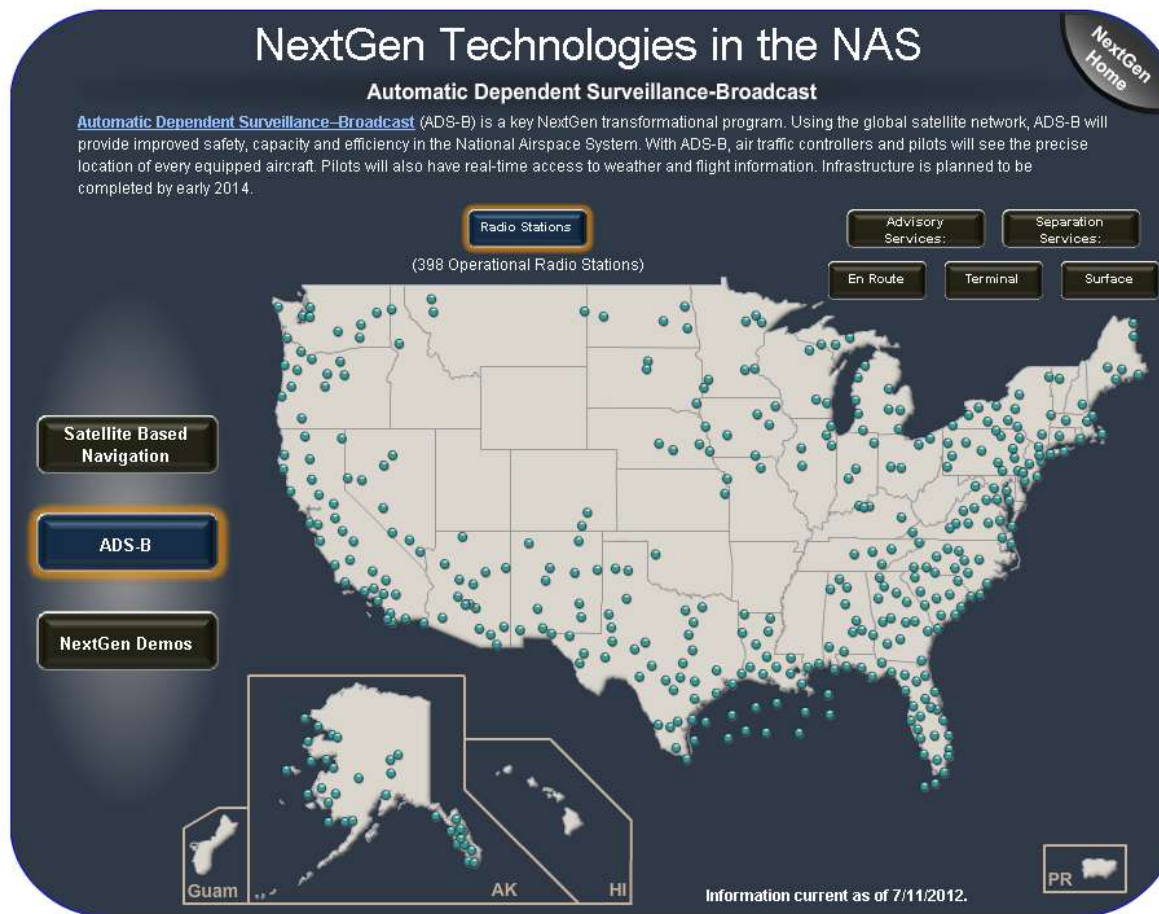 NextGen Technologies in the NAS
NextGen
Home
Automatic Dependent Surveillance-Broadcast
Automatic Dependent Surveillance–Broadcast (ADS-B) is a key NextGen transformational program. Using the global satellite network, ADS-B will
provide improved safety, capacity and efficiency in the National Airspace System. With ADS-B, air traffic controllers and pilots will see the precise
location of every equipped aircraft. Pilots will also have real-time access to weather and flight information. Infrastructure is planned to be
completed by early 2014.
Radio Stations
(398 Operational Radio Stations)
Advisory
Services:
Separation
Services:
En Route
Terminal
Surface
Satellite Based
Navigation
ADS-B
NextGen Demos
Guam
AK
HI
PR
Information current as of 7/11/2012.